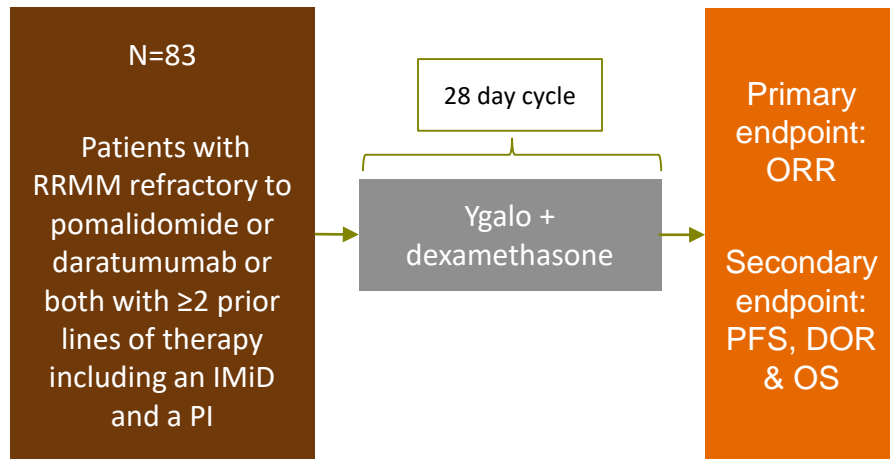 N=83
Patients with
RRMM refractory to
pomalidomide or
daratumumab or
both with ≥2 prior
lines of therapy
including an IMiD
and a PI
28 day cycle
Ygalo +
dexamethasone
Primary
endpoint:
ORR
Secondary
endpoint:
PFS, DOR
& OS